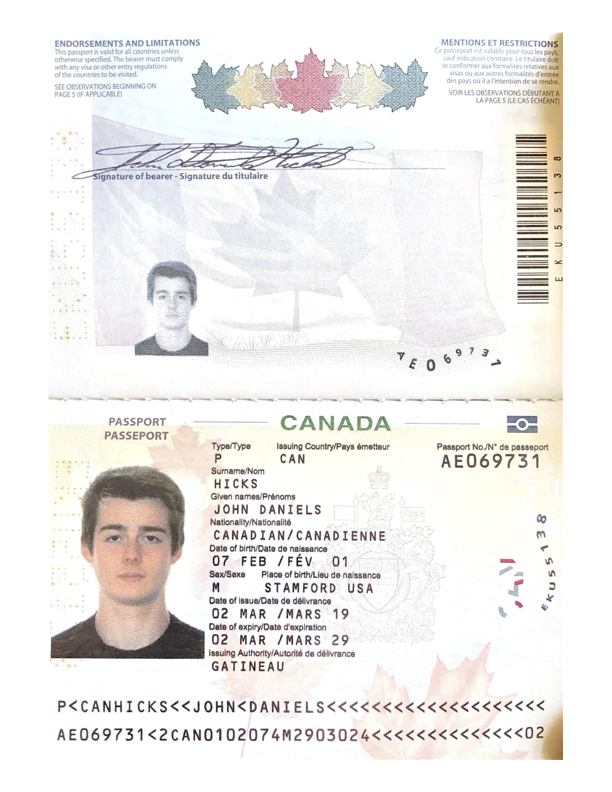 ENDORSEMENTS AND LIMITATIONS
This passport is valid for all countries unless
otherwise specified. The bearer must comply
with any visa or other entry regulations
of the countries to be visited.
SEE OBSERVATIONS BEGINNING ON
PAGE 5 (IF APPLICABLE)
MENTIONS ET RESTRICTIONS
Ce passeport est valable pour tous les pays,
sauf indication contraire. Le titulaire doit
se conformer aux formalités relatives aux
visas ou aux autres formalités d'entrée
des pays où il a l'intention de se rendre.
VOIR LES OBSERVATIONS DÉBUTANT À
LA PAGE 5 (LE CAS ÉCHÉANT)
John Daniels Hicks
Signature of bearer - Signature du titulaire
EKU55138
CANADA
AE069731
PASSPORT
PASSEPORT
CANADA
Type/Type Issuing Country/Pays émetteur Passport No./N° de passeport
P CAN AE069731
Surname/Nom
HICKS
Given names/Prénoms
JOHN DANIELS
Nationality/Nationalité
CANADIAN/CANADIENNE
Date of birth/Date de naissance
07 FEB /FÉV 01
Sex/Sexe Place of birth/Lieu de naissance
M STAMFORD USA
Date of issue/Date de délivrance
02 MAR /MARS 19
Date of expiry/Date d'expiration
02 MAR /MARS 29
Issuing Authority/Autorité de délivrance
GATINEAU
EKU55138
P<CANHICKS<<JOHN<DANIELS<<<<<<<<<<<<<<<<<<<<
AE069731<2CAN0102074M2903024<<<<<<<<<<<<<<02